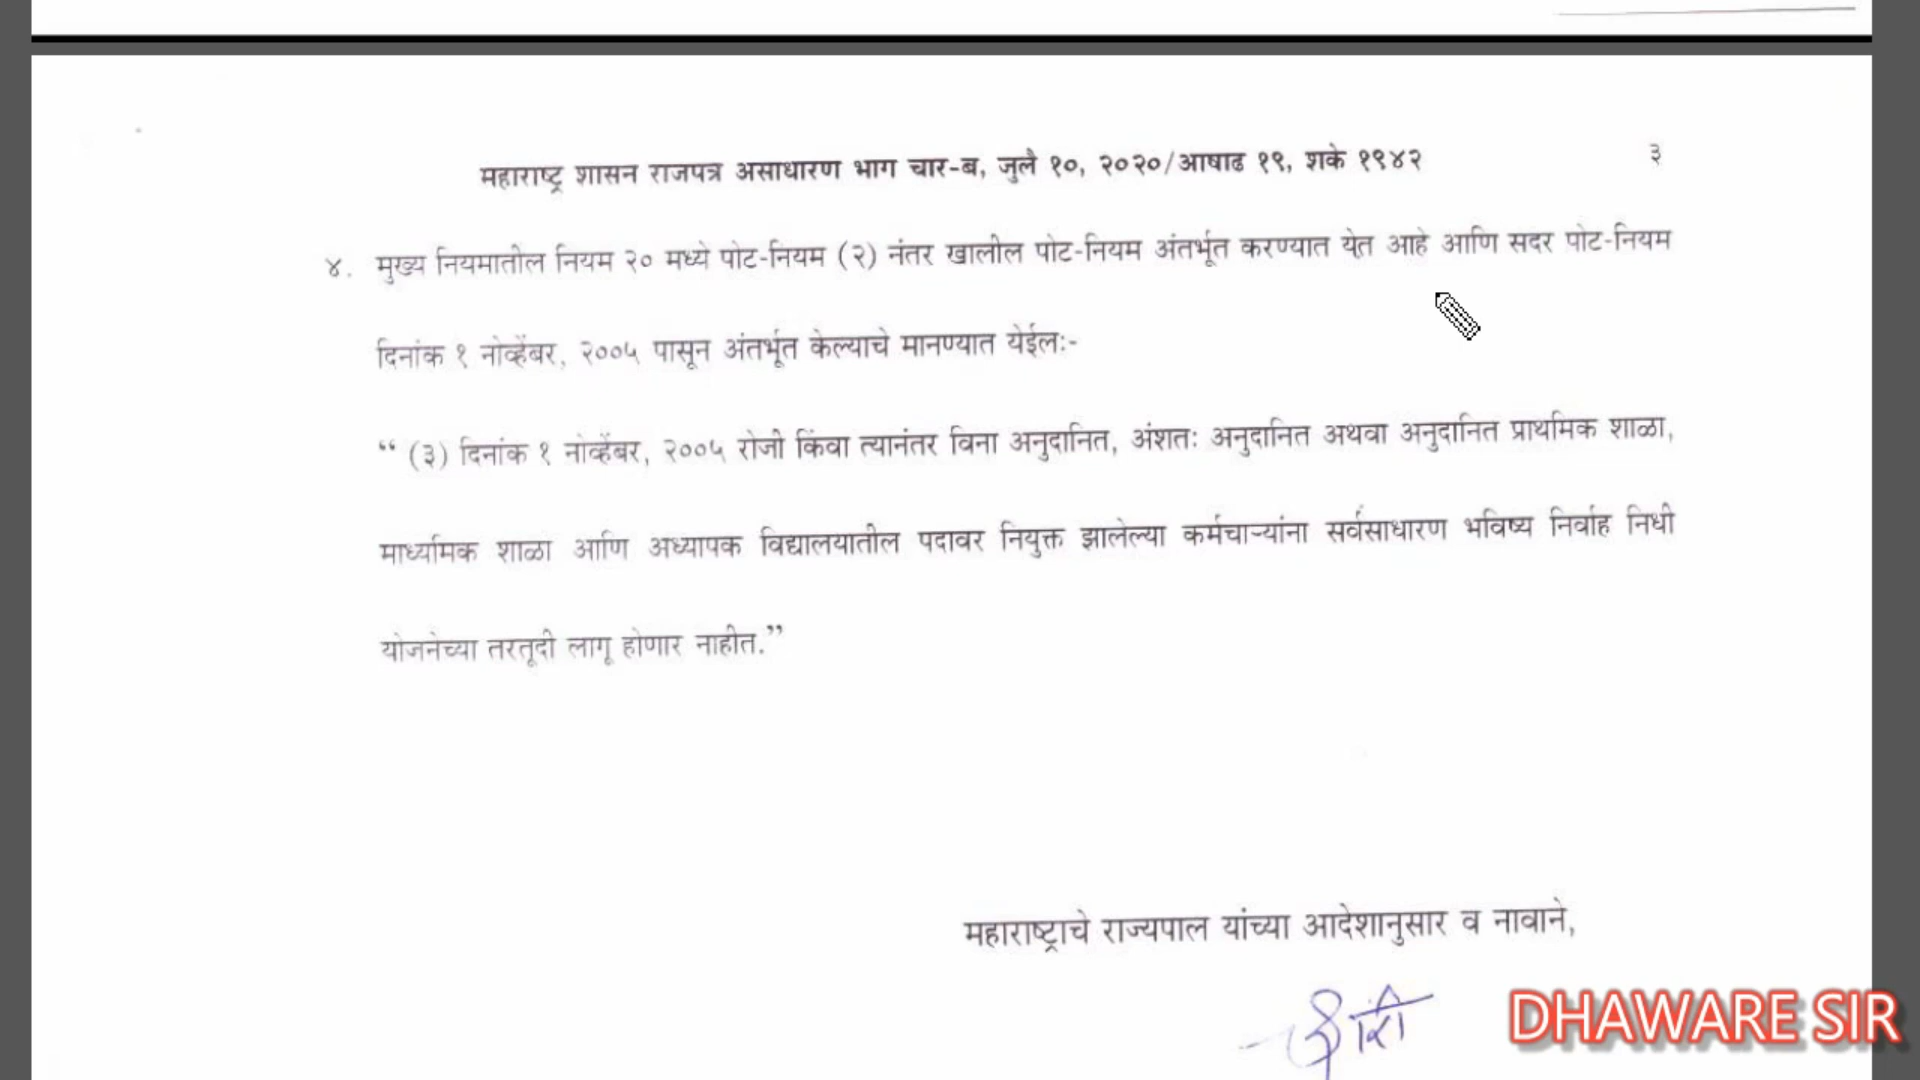 महाराष्ट्र शासन राजपत्र असाधारण भाग चार-ब, जुलै १०, २०२०/आषाढ १९, शके १९४२ ३
४. मुख्य नियमातील नियम २० मध्ये पोट-नियम (२) नंतर खालील पोट-नियम अंतर्भूत करण्यात येत आहे आणि सदर पोट-नियम
दिनांक १ नोव्हेंबर, २००५ पासून अंतर्भूत केल्याचे मानण्यात येईलः-
“ (३) दिनांक १ नोव्हेंबर, २००५ रोजी किंवा त्यानंतर विना अनुदानित, अंशतः अनुदानित अथवा अनुदानित प्राथमिक शाळा,
माध्यमिक शाळा आणि अध्यापक विद्यालयातील पदावर नियुक्त झालेल्या कर्मचाऱ्यांना सर्वसाधारण भविष्य निर्वाह निधी
योजनेच्या तरतूदी लागू होणार नाहीत.”
महाराष्ट्राचे राज्यपाल यांच्या आदेशानुसार व नावाने,
DHAWARE SIR